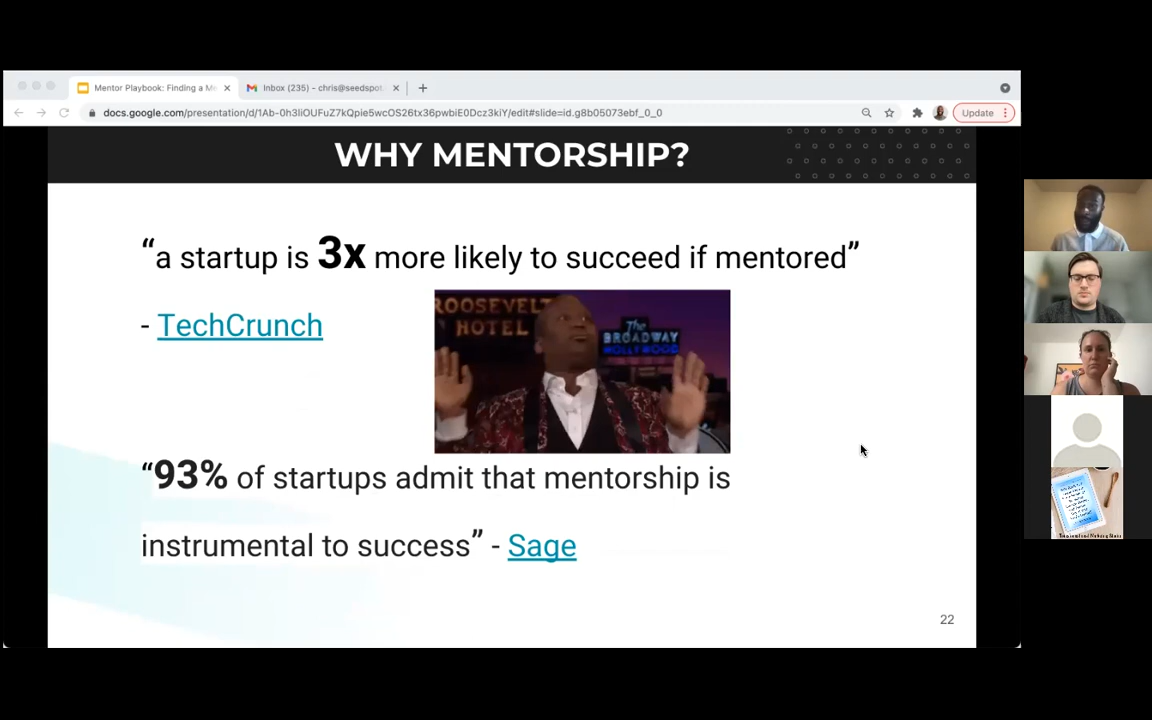 Mentor Playbook: Finding a Me
Inbox (235) - chris@seedspot.
docs.google.com/presentation/d/1Ab-0h3liOUFuZ7kQpie5wcOS26tx36pwbiE0Dcz3kiY/edit#slide=id.g8b05073ebf_0_0
Update
WHY MENTORSHIP?
“a startup is 3x more likely to succeed if mentored”
- TechCrunch
ROOSEVELT
HOTEL
The
BROADWAY
HOLLYWOOD
“93% of startups admit that mentorship is
instrumental to success” - Sage
22